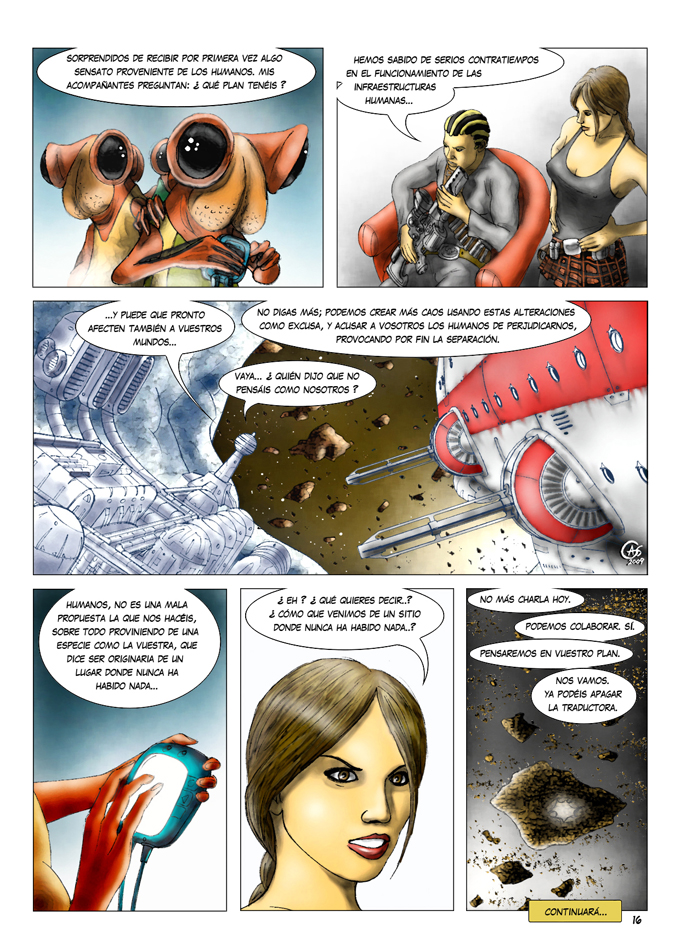 SORPRENDIDOS DE RECIBIR POR PRIMERA VEZ ALGO
SENSATO PROVENIENTE DE LOS HUMANOS. MIS
ACOMPAÑANTES PREGUNTAN: ¿ QUÉ PLAN TENÉIS ?
HEMOS SABIDO DE SERIOS CONTRATIEMPOS
EN EL FUNCIONAMIENTO DE LAS
INFRAESTRUCTURAS
HUMANAS...
...Y PUEDE QUE PRONTO
AFECTEN TAMBIÉN A VUESTROS
MUNDOS...
NO DIGAS MÁS; PODEMOS CREAR MÁS CAOS USANDO ESTAS ALTERACIONES
COMO EXCUSA, Y ACUSAR A VOSOTROS LOS HUMANOS DE PERJUDICARNOS,
PROVOCANDO POR FIN LA SEPARACIÓN.
VAYA... ¿ QUIÉN DIJO QUE NO
PENSÁIS COMO NOSOTROS ?
2009
HUMANOS, NO ES UNA MALA
PROPUESTA LA QUE NOS HACÉIS,
SOBRE TODO PROVINIENDO DE UNA
ESPECIE COMO LA VUESTRA, QUE
DICE SER ORIGINARIA DE UN
LUGAR DONDE NUNCA HA
HABIDO NADA...
¿ EH ? ¿ QUÉ QUIERES DECIR..?
¿ CÓMO QUE VENIMOS DE UN SITIO
DONDE NUNCA HA HABIDO NADA..?
NO MÁS CHARLA HOY.
PODEMOS COLABORAR. SÍ.
PENSAREMOS EN VUESTRO PLAN.
NOS VAMOS.
YA PODÉIS APAGAR
LA TRADUCTORA.
CONTINUARÁ...
16